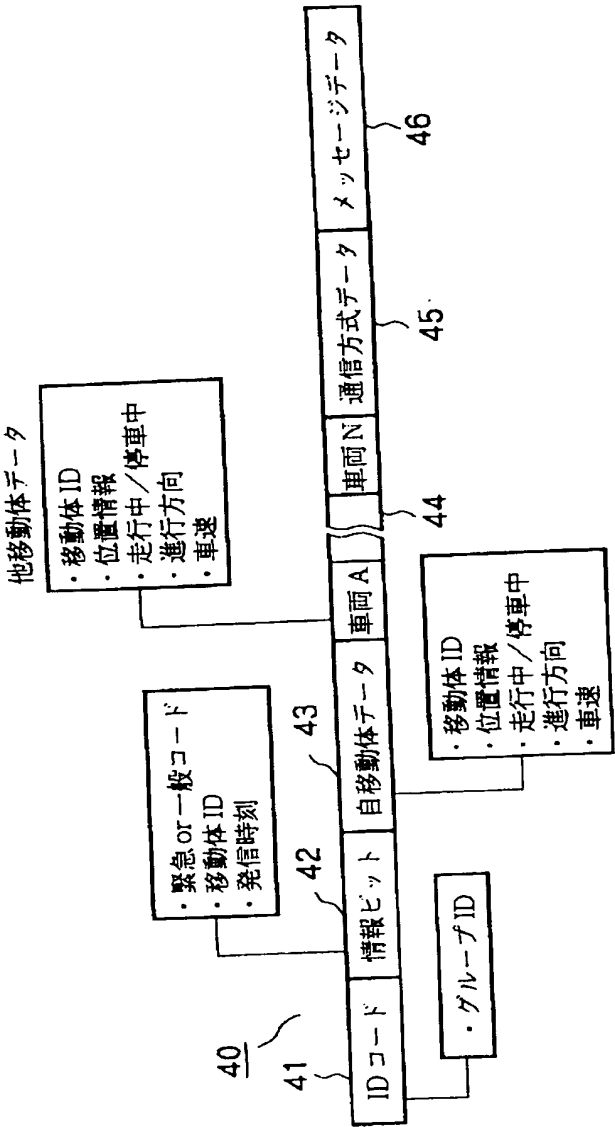 他移動体データ
・移動体ID
・位置情報
・走行中／停車中
・進行方向
・車速
・緊急or一般コード
・移動体ID
・発信時刻
40
41
42
43
IDコード
情報ビット
自移動体データ
車両A
車両N
通信方式データ
メッセージデータ
44
45
46
・グループID
・移動体ID
・位置情報
・走行中／停車中
・進行方向
・車速